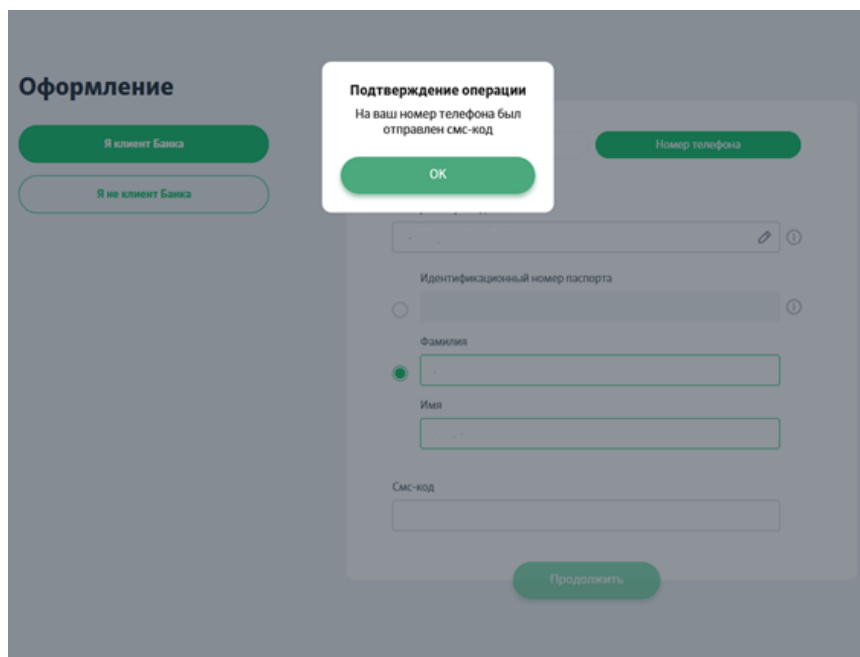 Оформление
Я клиент Банка
Я не клиент Банка
Подтверждение операции
На ваш номер телефона был
отправлен смс-код
ОК
Номер телефона
Идентификационный номер паспорта
Фамилия
Имя
Смс-код
Продолжить